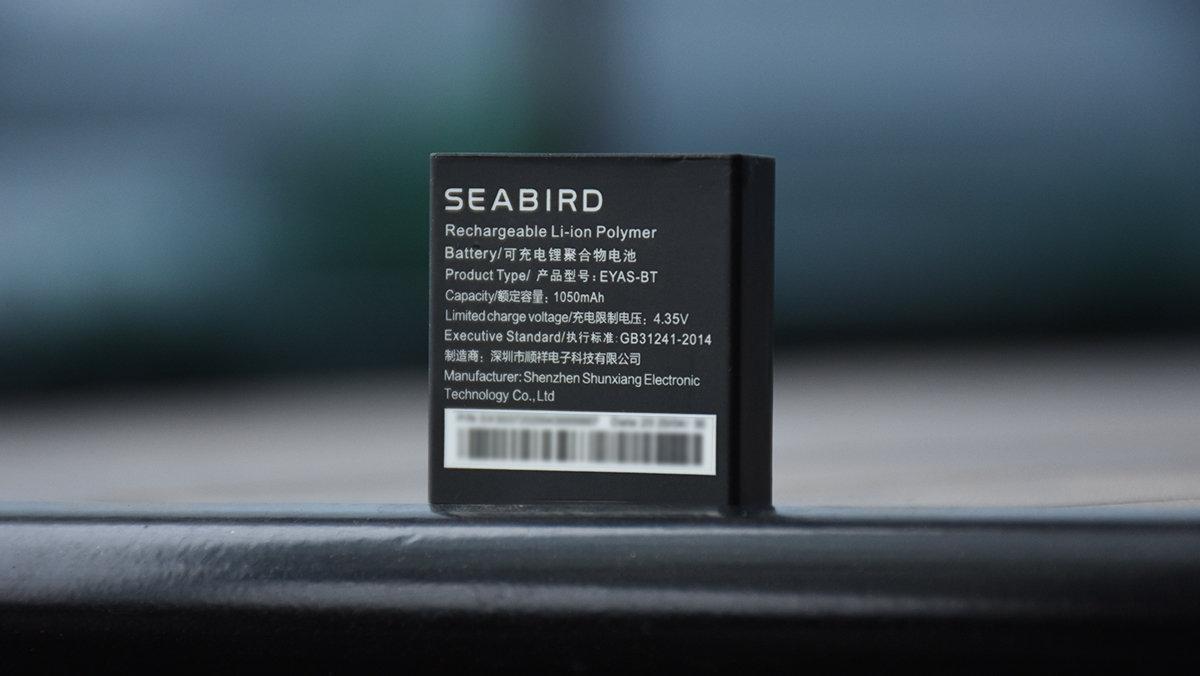 SEABIRD
Rechargeable Li-ion Polymer
Battery/可充电锂聚合物电池
Product Type/ 产品型号：EYAS-BT
Capacity/额定容量：1050mAh
Limited charge voltage/充电限制电压：4.35V
Executive Standard/执行标准：GB31241-2014
制造商：深圳市顺祥电子科技有限公司
Manufacturer: Shenzhen Shunxiang Electronic
Technology Co., Ltd